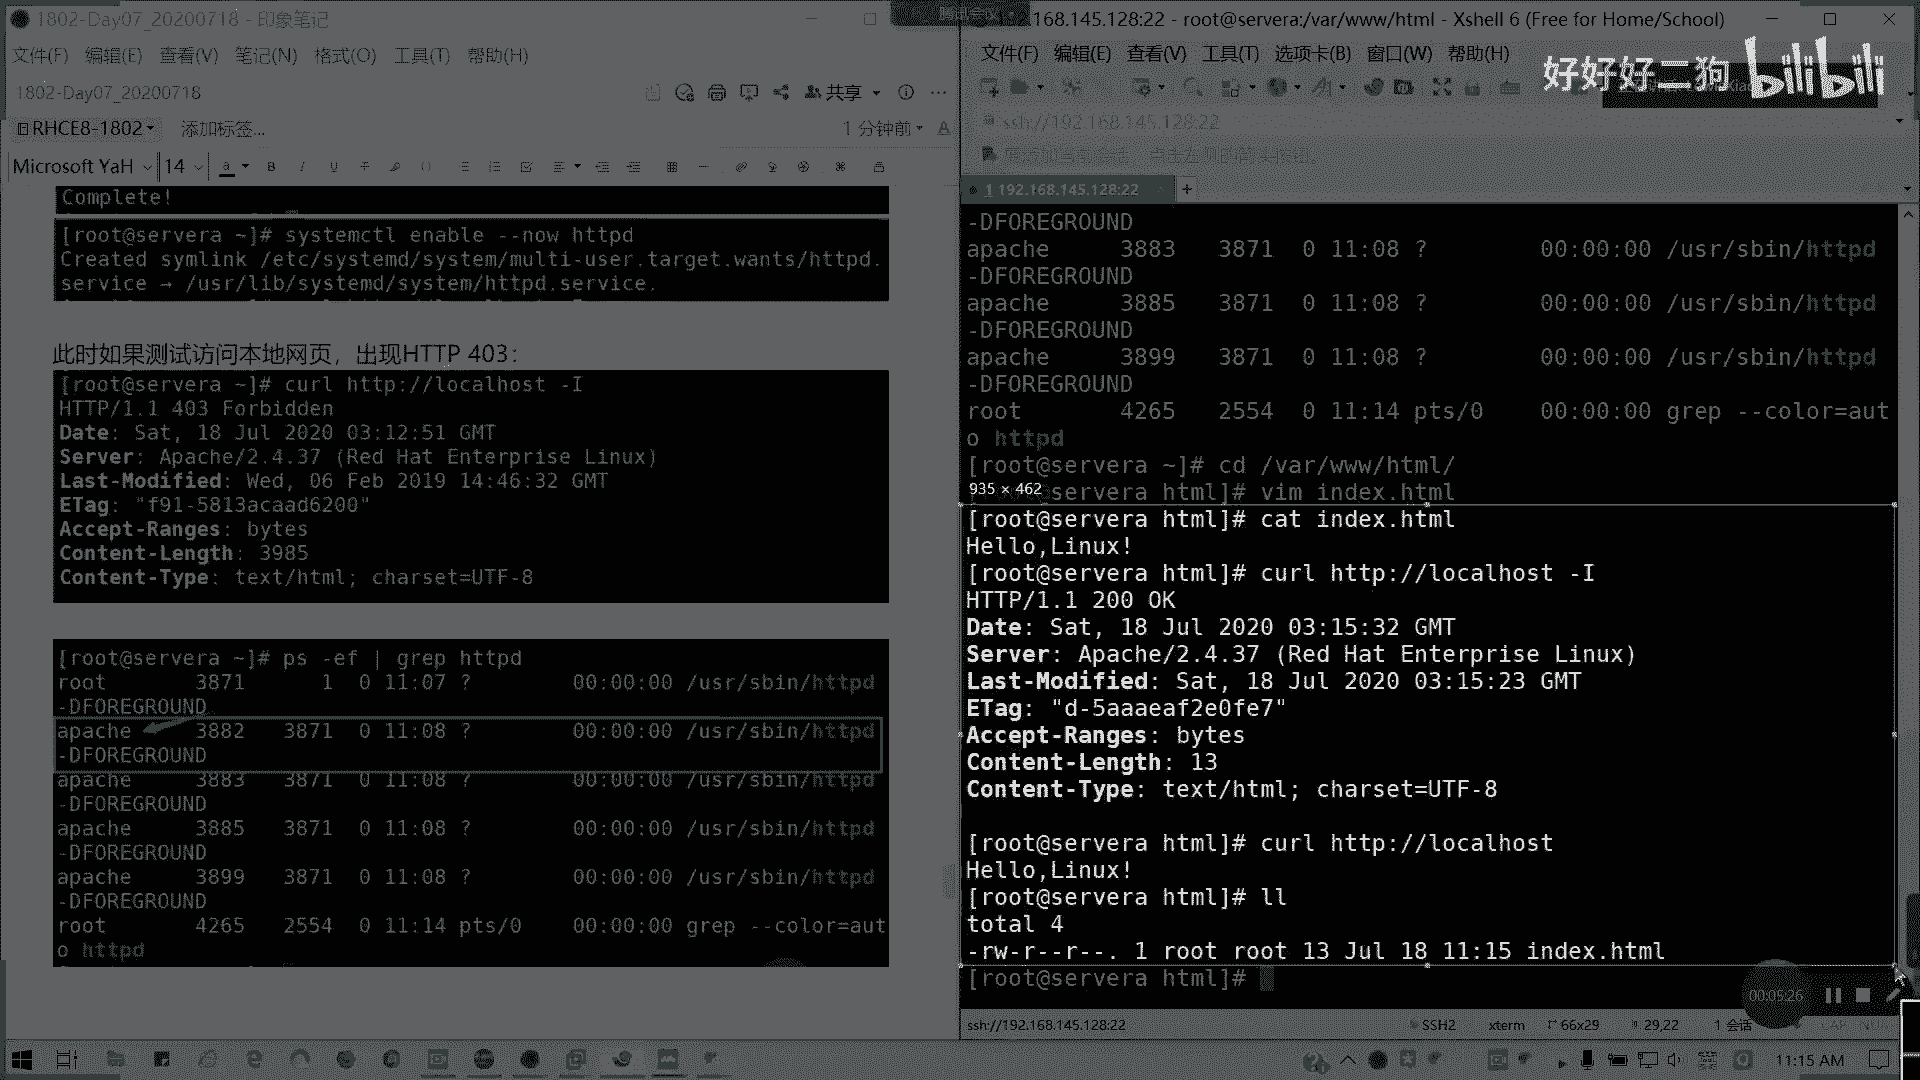 1802-Day07_20200718 - 印象笔记
文件(F) 编辑(E) 查看(V) 笔记(N) 格式(O) 工具(T) 帮助(H)
1802-Day07_20200718
共享
RHCE8-1802 添加标签...
1 分钟前
Microsoft YaH 14
Complete!
[root@servera ~]# systemctl enable --now httpd
Created symlink /etc/systemd/system/multi-user.target.wants/httpd.
service → /usr/lib/systemd/system/httpd.service.
此时如果测试访问本地网页，出现HTTP 403：
[root@servera ~]# curl http://localhost -I
HTTP/1.1 403 Forbidden
Date: Sat, 18 Jul 2020 03:12:51 GMT
Server: Apache/2.4.37 (Red Hat Enterprise Linux)
Last-Modified: Wed, 06 Feb 2019 14:46:32 GMT
ETag: "f91-5813acaad6200"
Accept-Ranges: bytes
Content-Length: 3985
Content-Type: text/html; charset=UTF-8
[root@servera ~]# ps -ef | grep httpd
root 3871 1 0 11:07 ? 00:00:00 /usr/sbin/httpd
-DFOREGROUND
apache 3882 3871 0 11:08 ? 00:00:00 /usr/sbin/httpd
-DFOREGROUND
apache 3883 3871 0 11:08 ? 00:00:00 /usr/sbin/httpd
-DFOREGROUND
apache 3885 3871 0 11:08 ? 00:00:00 /usr/sbin/httpd
-DFOREGROUND
apache 3899 3871 0 11:08 ? 00:00:00 /usr/sbin/httpd
-DFOREGROUND
root 4265 2554 0 11:14 pts/0 00:00:00 grep --color=aut
o httpd
.168.145.128:22 - root@servera:/var/www/html - Xshell 6 (Free for Home/School)
文件(F) 编辑(E) 查看(V) 工具(T) 选项卡(B) 窗口(W) 帮助(H)
好好好二狗 bilibili
ssh://192.168.145.128:22
1 192.168.145.128:22
-DFOREGROUND
apache 3883 3871 0 11:08 ? 00:00:00 /usr/sbin/httpd
-DFOREGROUND
apache 3885 3871 0 11:08 ? 00:00:00 /usr/sbin/httpd
-DFOREGROUND
apache 3899 3871 0 11:08 ? 00:00:00 /usr/sbin/httpd
-DFOREGROUND
root 4265 2554 0 11:14 pts/0 00:00:00 grep --color=aut
o httpd
[root@servera ~]# cd /var/www/html/
935 × 462
servera html]# vim index.html
[root@servera html]# cat index.html
Hello,Linux!
[root@servera html]# curl http://localhost -I
HTTP/1.1 200 OK
Date: Sat, 18 Jul 2020 03:15:32 GMT
Server: Apache/2.4.37 (Red Hat Enterprise Linux)
Last-Modified: Sat, 18 Jul 2020 03:15:23 GMT
ETag: "d-5aaaeaf2e0fe7"
Accept-Ranges: bytes
Content-Length: 13
Content-Type: text/html; charset=UTF-8
[root@servera html]# curl http://localhost
Hello,Linux!
[root@servera html]# ll
total 4
-rw-r--r--. 1 root root 13 Jul 18 11:15 index.html
[root@servera html]#
00:05:26
ssh://192.168.145.128:22 SSH2 xterm 66x29 29,22 1 会话
11:15 AM